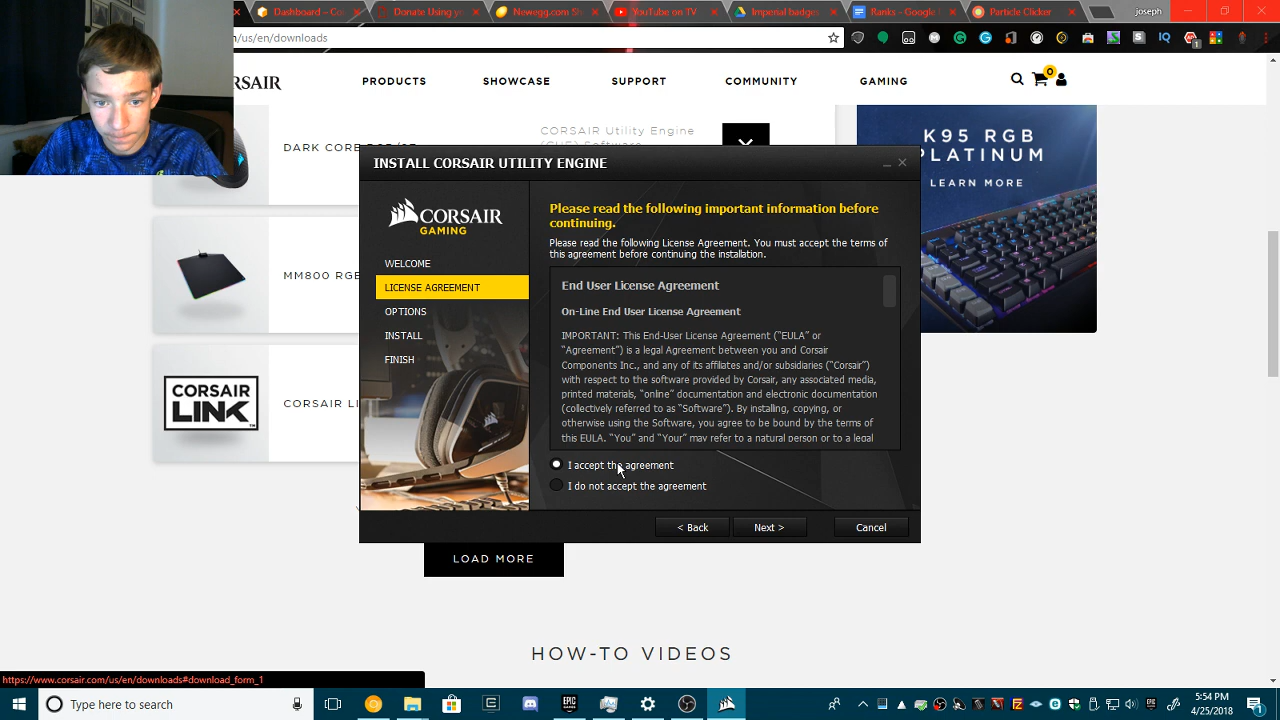 Dashboard – Co
Donate Using yo
Newegg.com Sh
YouTube on TV
Imperial badge
Ranks - Google
Particle Clicker
joseph
/us/en/downloads
RSAIR
PRODUCTS
SHOWCASE
SUPPORT
COMMUNITY
GAMING
0
DARK CORE RGB
CORSAIR Utility Engine
(CUE) Software
K95 RGB
PLATINUM
LEARN MORE
MM800 RGB
CORSAIR
LINK
CORSAIR LI
INSTALL CORSAIR UTILITY ENGINE
CORSAIR
GAMING
WELCOME
LICENSE AGREEMENT
OPTIONS
INSTALL
FINISH
Please read the following important information before
continuing.
Please read the following License Agreement. You must accept the terms of
this agreement before continuing the installation.
End User License Agreement
On-Line End User License Agreement
IMPORTANT: This End-User License Agreement ("EULA" or
"Agreement") is a legal Agreement between you and Corsair
Components Inc., and any of its affiliates and/or subsidiaries ("Corsair")
with respect to the software provided by Corsair, any associated media,
printed materials, "online" documentation and electronic documentation
(collectively referred to as "Software"). By installing, copying, or
otherwise using the Software, you agree to be bound by the terms of
this EULA. "You" and "Your" may refer to a natural person or to a legal
I accept the agreement
I do not accept the agreement
< Back
Next >
Cancel
LOAD MORE
HOW-TO VIDEOS
https://www.corsair.com/us/en/downloads#download_form_1
Type here to search
ENG
5:54 PM
4/25/2018